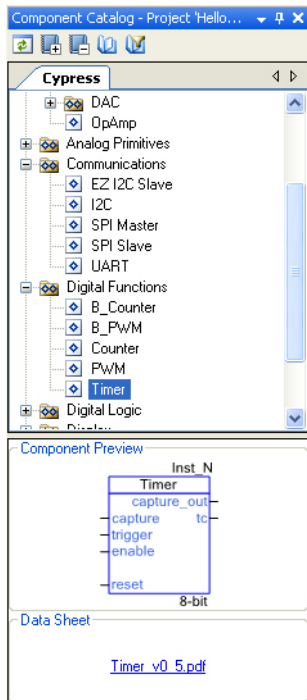 Component Catalog - Project 'Hello...
Cypress
DAC
OpAmp
Analog Primitives
Communications
EZ I2C Slave
I2C
SPI Master
SPI Slave
UART
Digital Functions
B_Counter
B_PWM
Counter
PWM
Timer
Digital Logic
Display
Component Preview
Inst_N
Timer
capture_out
capture tc
trigger
enable
reset
8-bit
Data Sheet
Timer_v0_5.pdf